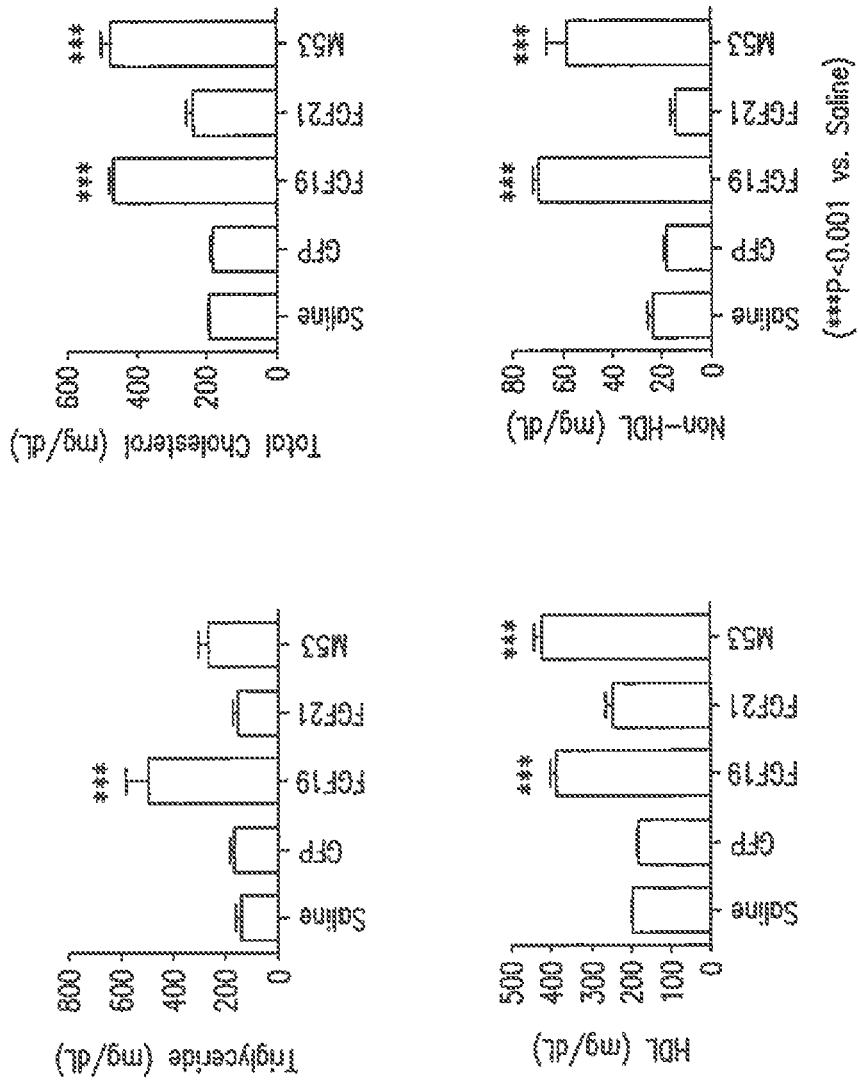 Triglyceride (mg/dL)
800
600
400
200
0
***
Saline
GFP
FGF19
FGF21
M53
Total Cholesterol (mg/dL)
600
400
200
0
***
***
Saline
GFP
FGF19
FGF21
M53
HDL (mg/dL)
500
400
300
200
100
0
***
***
Saline
GFP
FGF19
FGF21
M53
Non-HDL (mg/dL)
80
60
40
20
0
***
***
Saline
GFP
FGF19
FGF21
M53
(***P<0.001 vs. Saline)